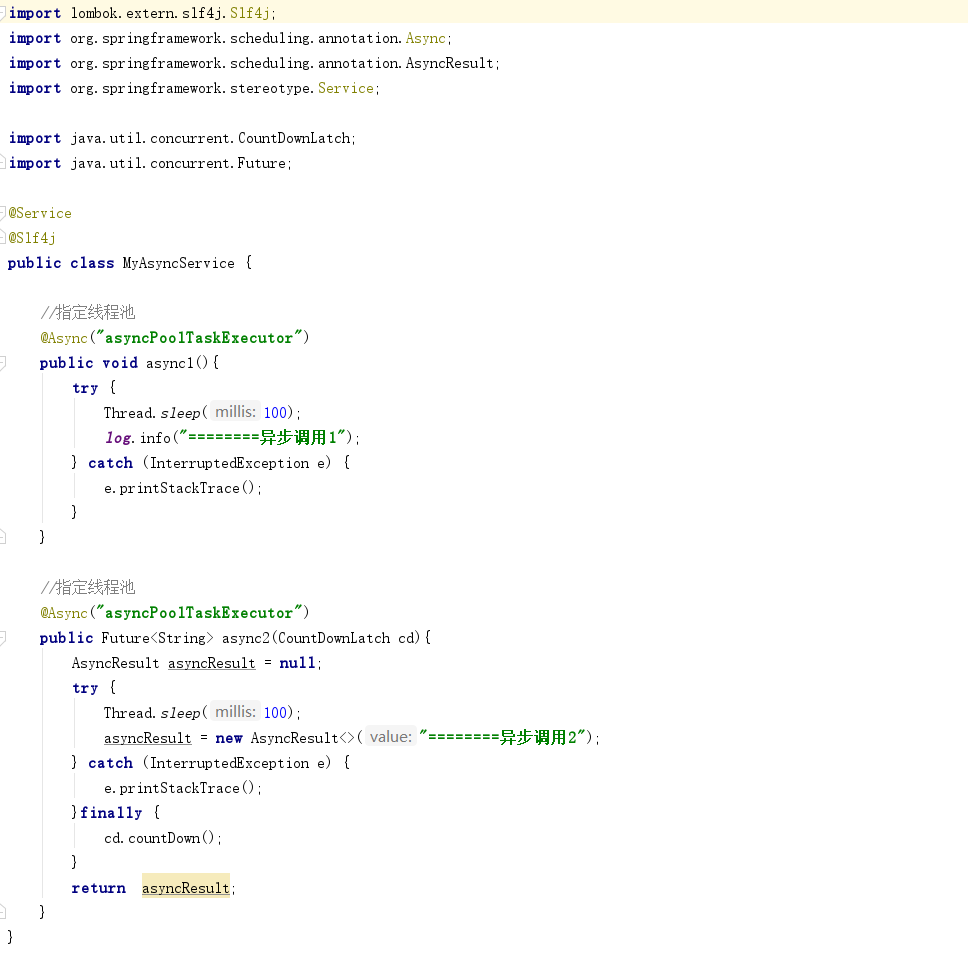 import lombok.extern.slf4j.Slf4j;
import org.springframework.scheduling.annotation.Async;
import org.springframework.scheduling.annotation.AsyncResult;
import org.springframework.stereotype.Service;
import java.util.concurrent.CountDownLatch;
import java.util.concurrent.Future;
@Service
@Slf4j
public class MyAsyncService {
//指定线程池
@Async("asyncPoolTaskExecutor")
public void async1(){
try {
Thread.sleep( millis: 100);
log.info("========异步调用1");
} catch (InterruptedException e) {
e.printStackTrace();
}
}
//指定线程池
@Async("asyncPoolTaskExecutor")
public Future<String> async2(CountDownLatch cd){
AsyncResult asyncResult = null;
try {
Thread.sleep( millis: 100);
asyncResult = new AsyncResult<>( value: "========异步调用2");
} catch (InterruptedException e) {
e.printStackTrace();
}finally {
cd.countDown();
}
return  asyncResult;
}
}